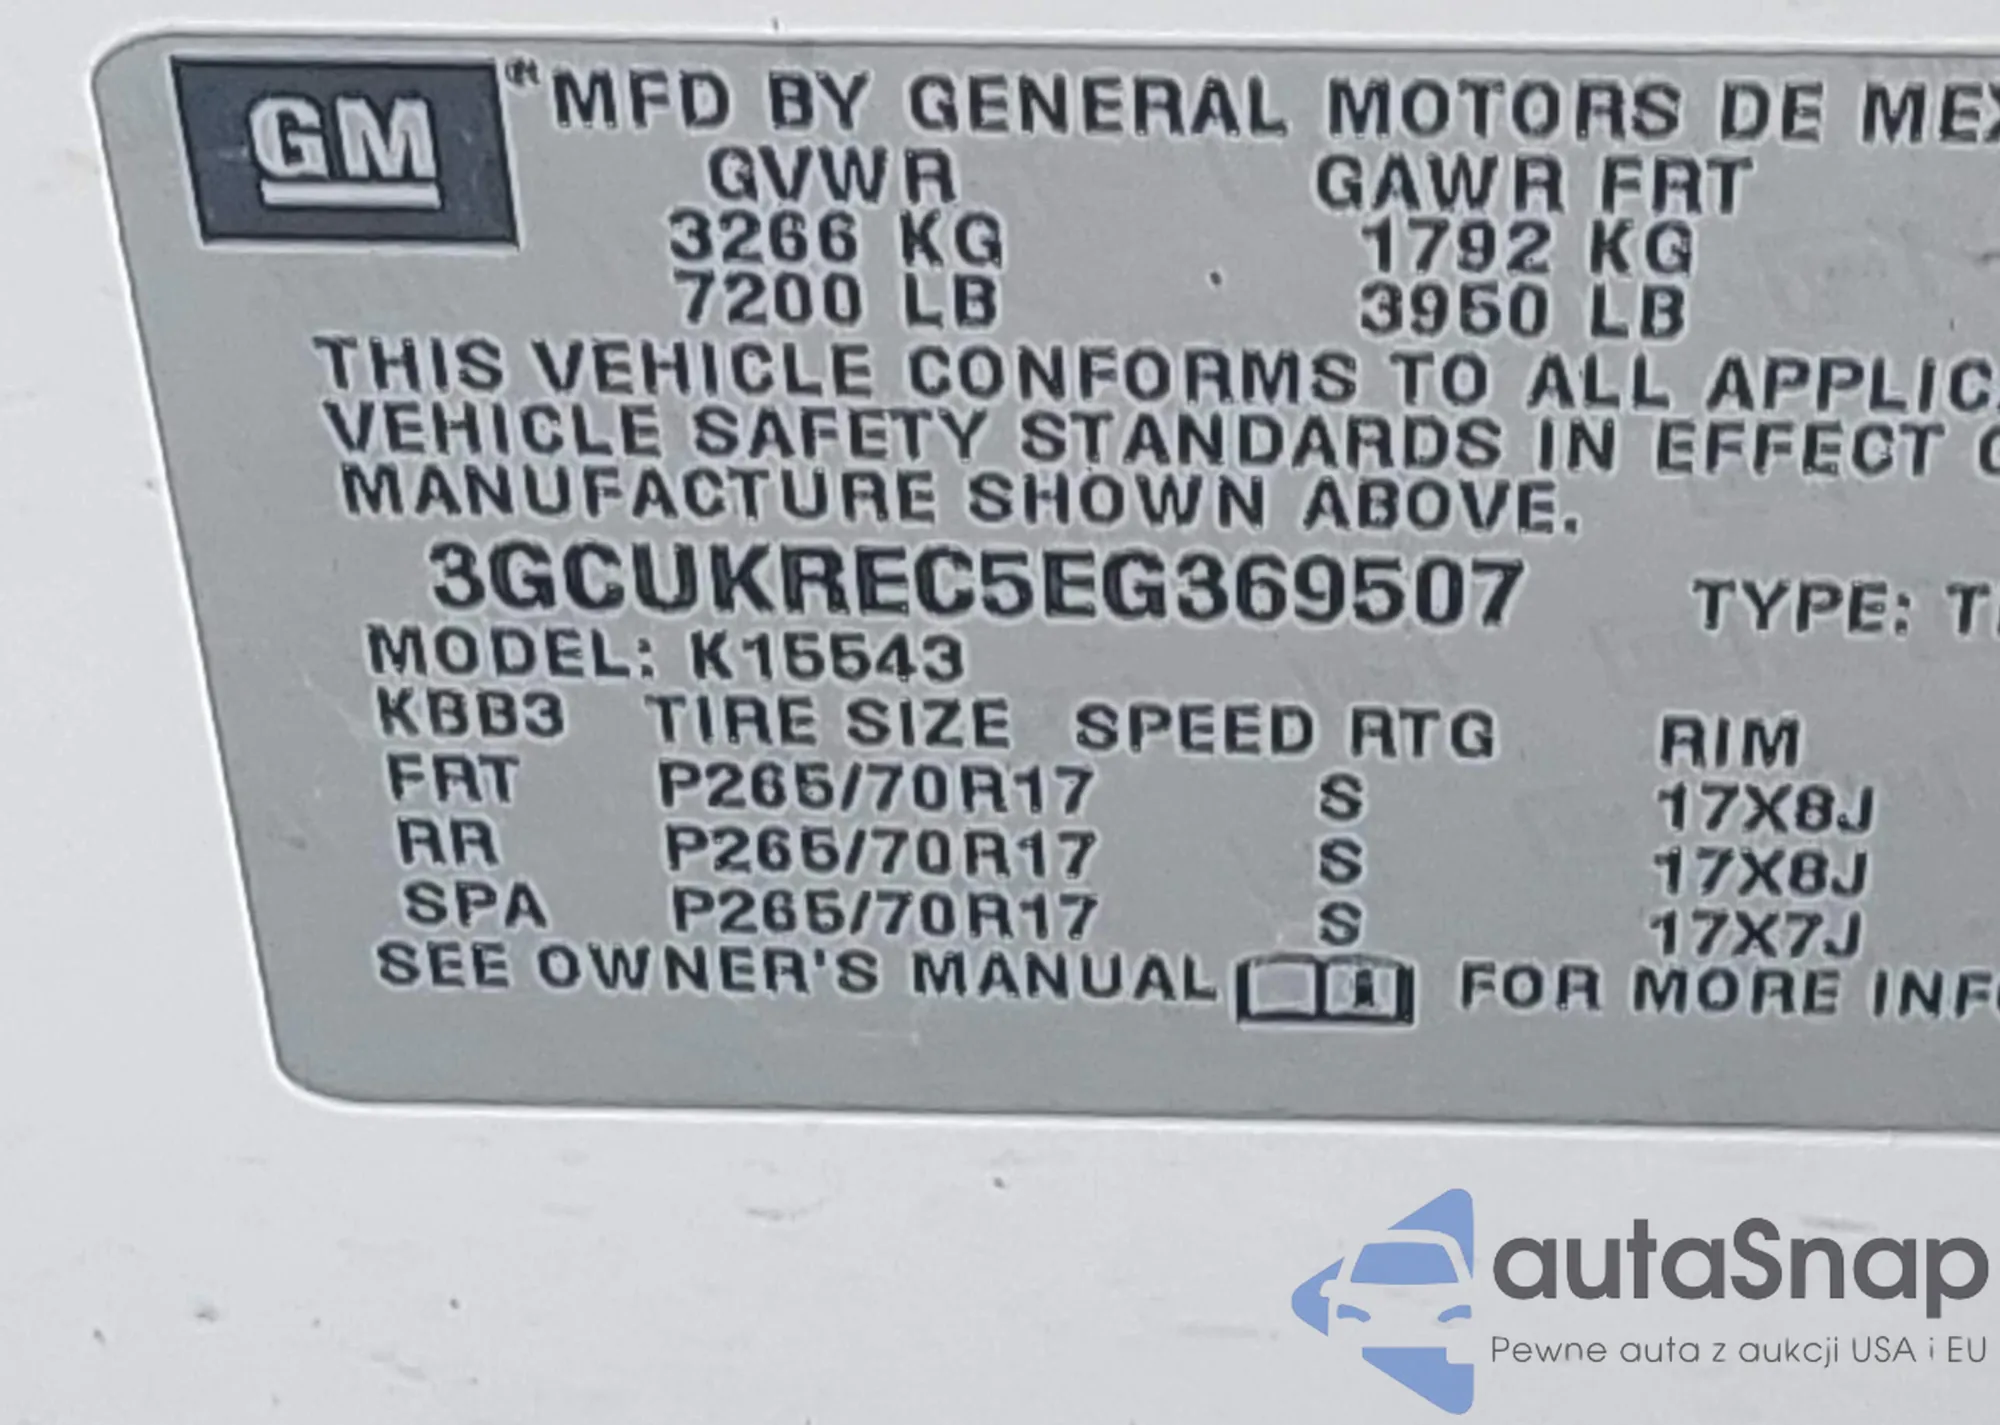 GM
MFD BY GENERAL MOTORS DE MEX
GVWR GAWR FRT
3266 KG 1792 KG
7200 LB 3950 LB
THIS VEHICLE CONFORMS TO ALL APPLIC
VEHICLE SAFETY STANDARDS IN EFFECT
MANUFACTURE SHOWN ABOVE.
3GCUKREC5EG369507 TYPE: T
MODEL: K15543
KBB3 TIRE SIZE SPEED RTG RIM
FRT P265/70R17 S 17X8J
RR P265/70R17 S 17X8J
SPA P265/70R17 S 17X7J
SEE OWNER'S MANUAL FOR MORE INF
autaSnap
Pewne auta z aukcji USA i EU